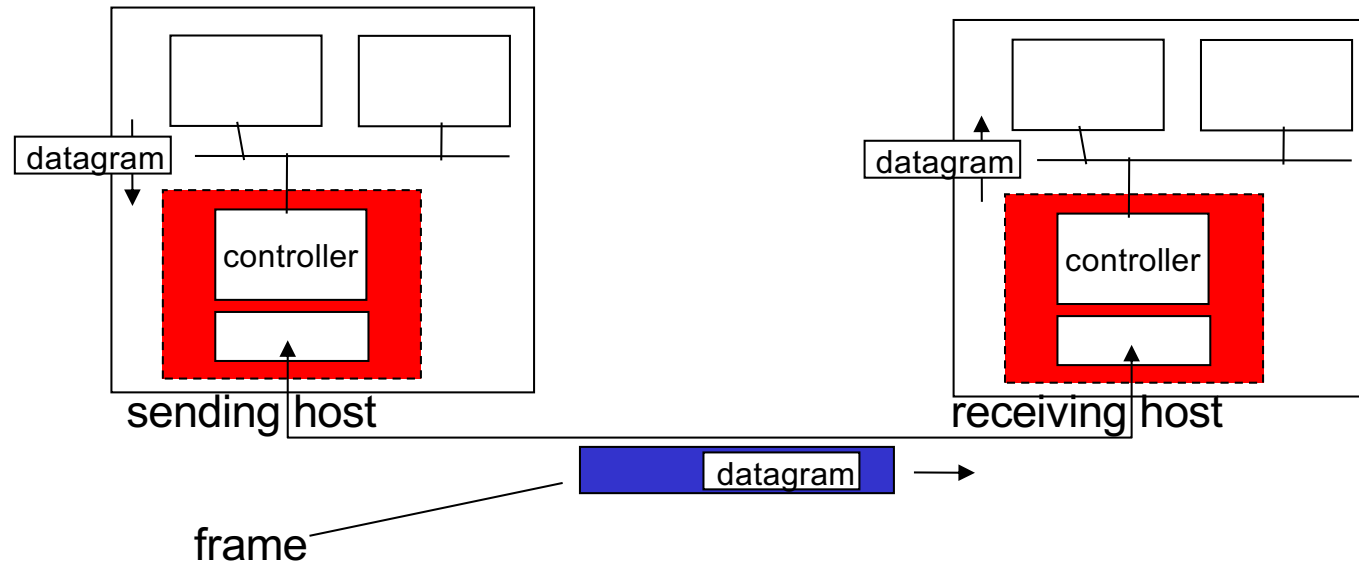 datagram
controller
sending host
datagram
controller
receiving host
datagram
frame